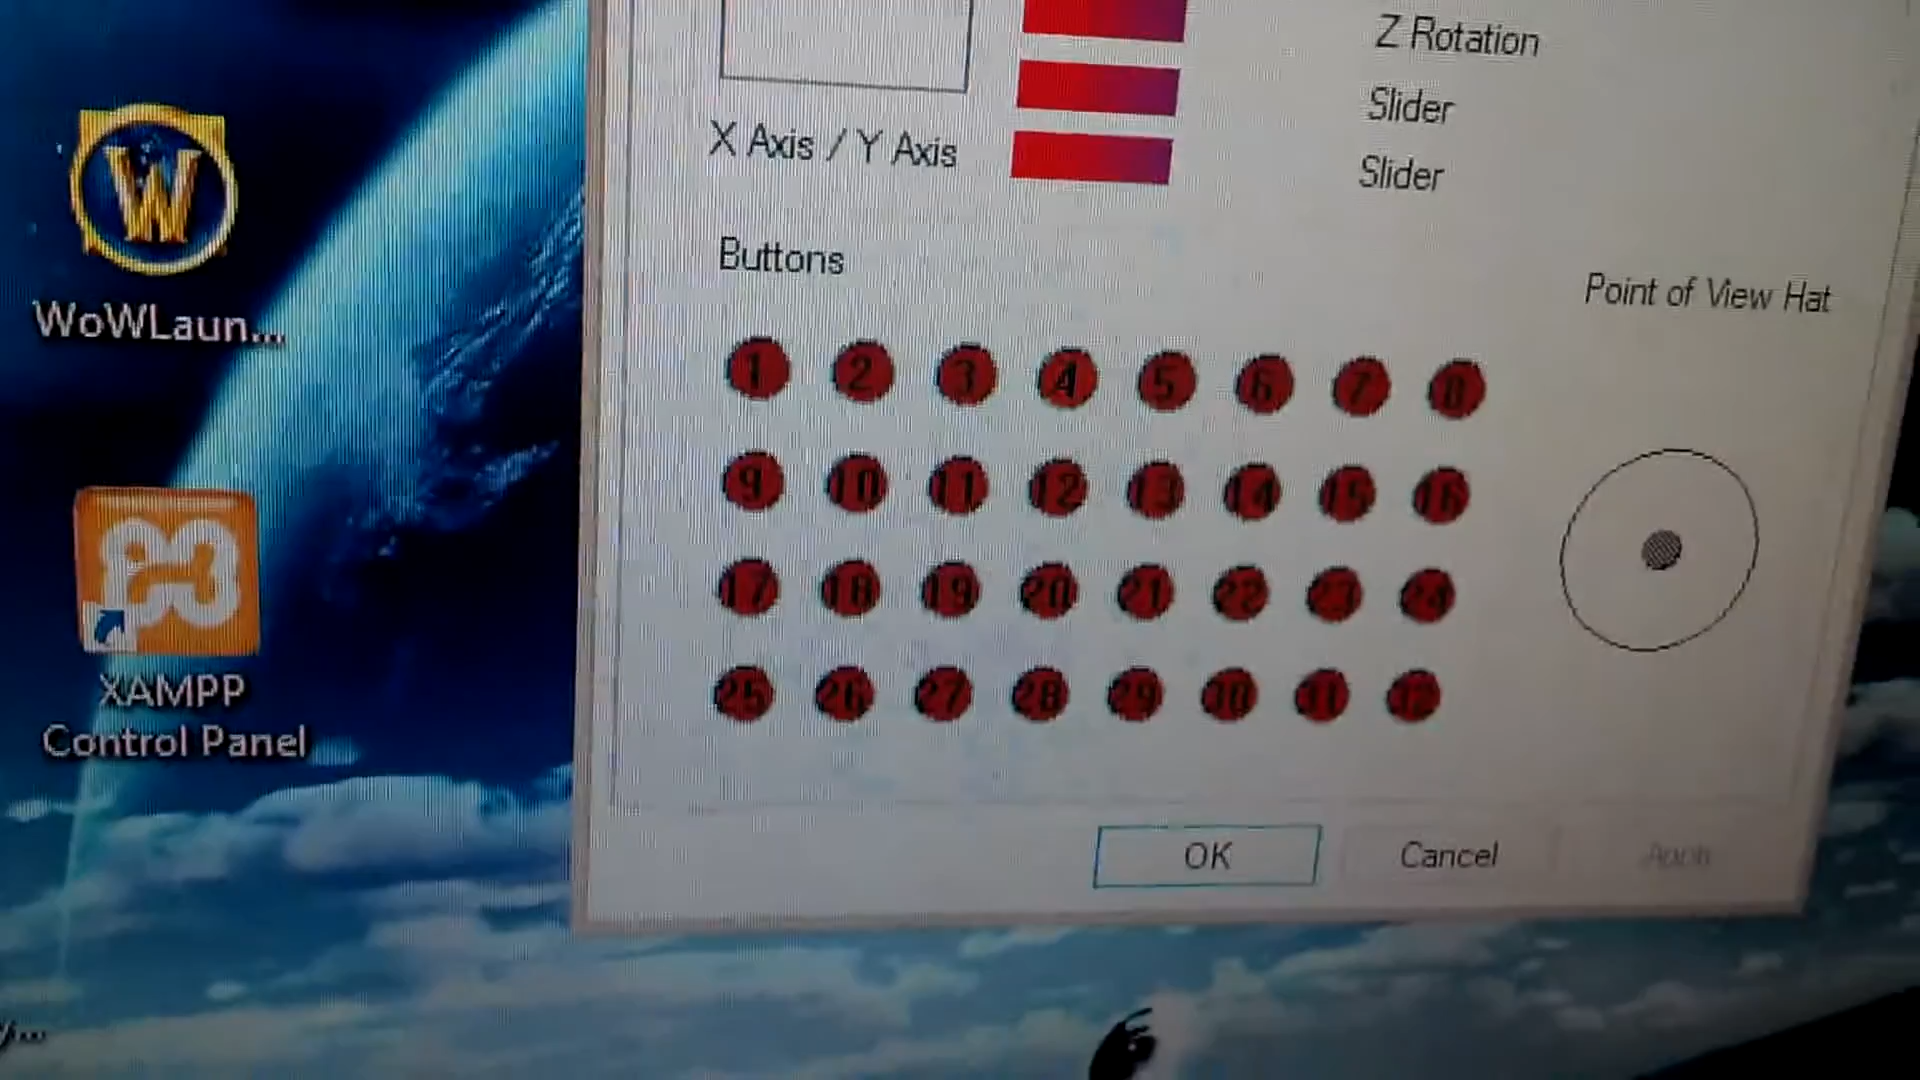 Z Rotation
Slider
X Axis / Y Axis
Slider
W
WoWLaun...
Buttons
Point of View Hat
1 2 3 4 5 6 7 8
9 10 11 12 13 14 15 16
17 18 19 20 21 22 23 24
25 26 27 28 29 30 31 32
XAMPP
Control Panel
OK Cancel Apply